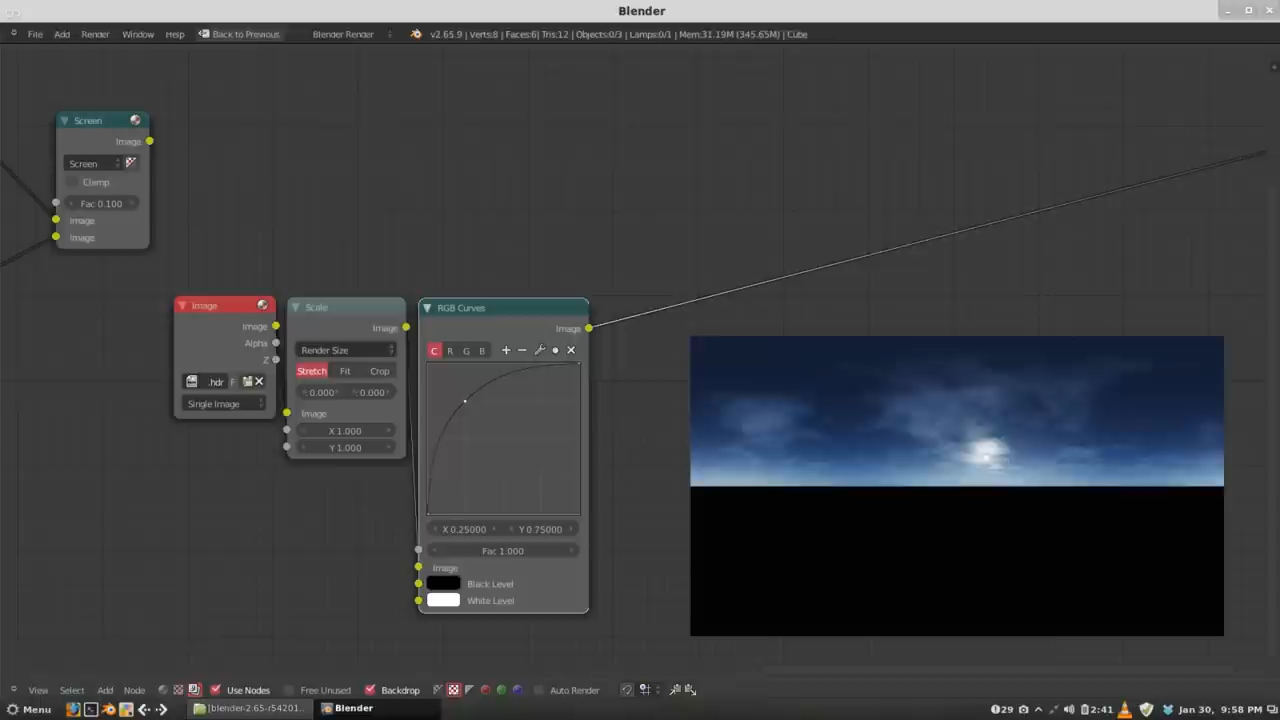 Blender
File Add Render Window Help Back to Previous Blender Render v2.65.9 | Verts:8 | Faces:6| Tris:12 | Objects:0/3 | Lamps:0/1 | Mem:31.19M (345.65M) | Cube
Screen
Image
Screen
Clamp
Fac 0.100
Image
Image
Image
Image
Alpha
Z
.hdr F
Single Image
Scale
Image
Render Size
Stretch Fit Crop
:0.000 :0.000
Image
X 1.000
Y 1.000
RGB Curves
Image
C R G B
X 0.25000 Y 0.75000
Fac 1.000
Image
Black Level
White Level
View Select Add Node Use Nodes Free Unused Backdrop Auto Render
Menu [blender-2.65-r54201... Blender 29 2:41 Jan 30, 9:58 PM